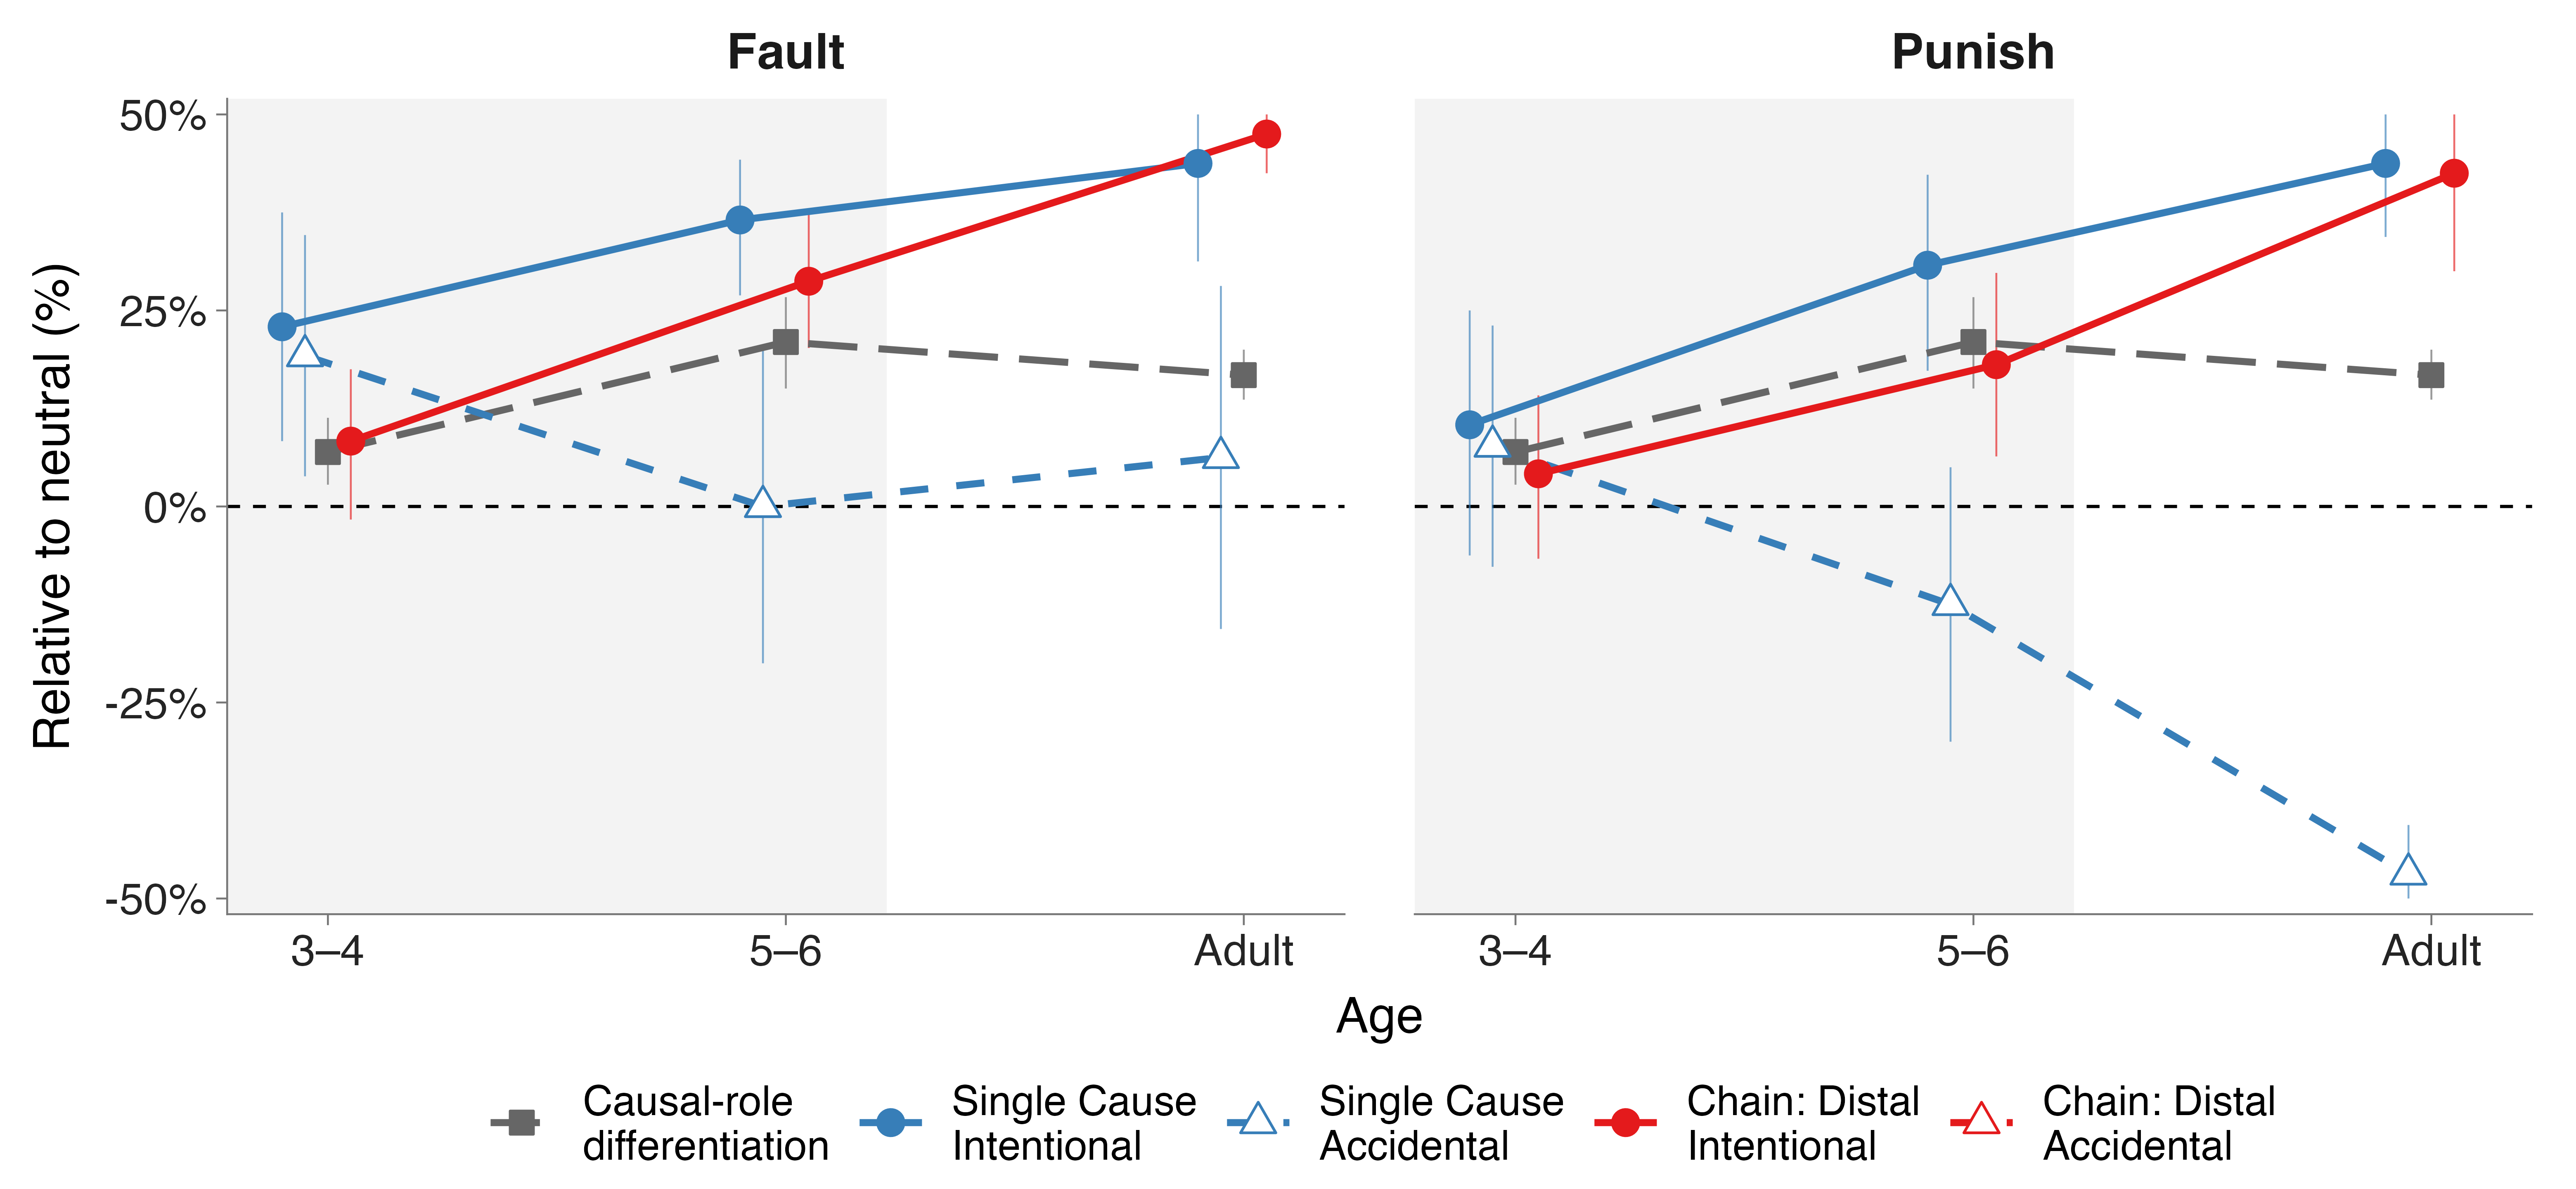 Fault
Punish
Relative to neutral (%)
50%
25%
0%
-25%
-50%
3–4
5–6
Adult
3–4
5–6
Adult
Age
Causal-role
differentiation
Single Cause
Intentional
Single Cause
Accidental
Chain: Distal
Intentional
Chain: Distal
Accidental